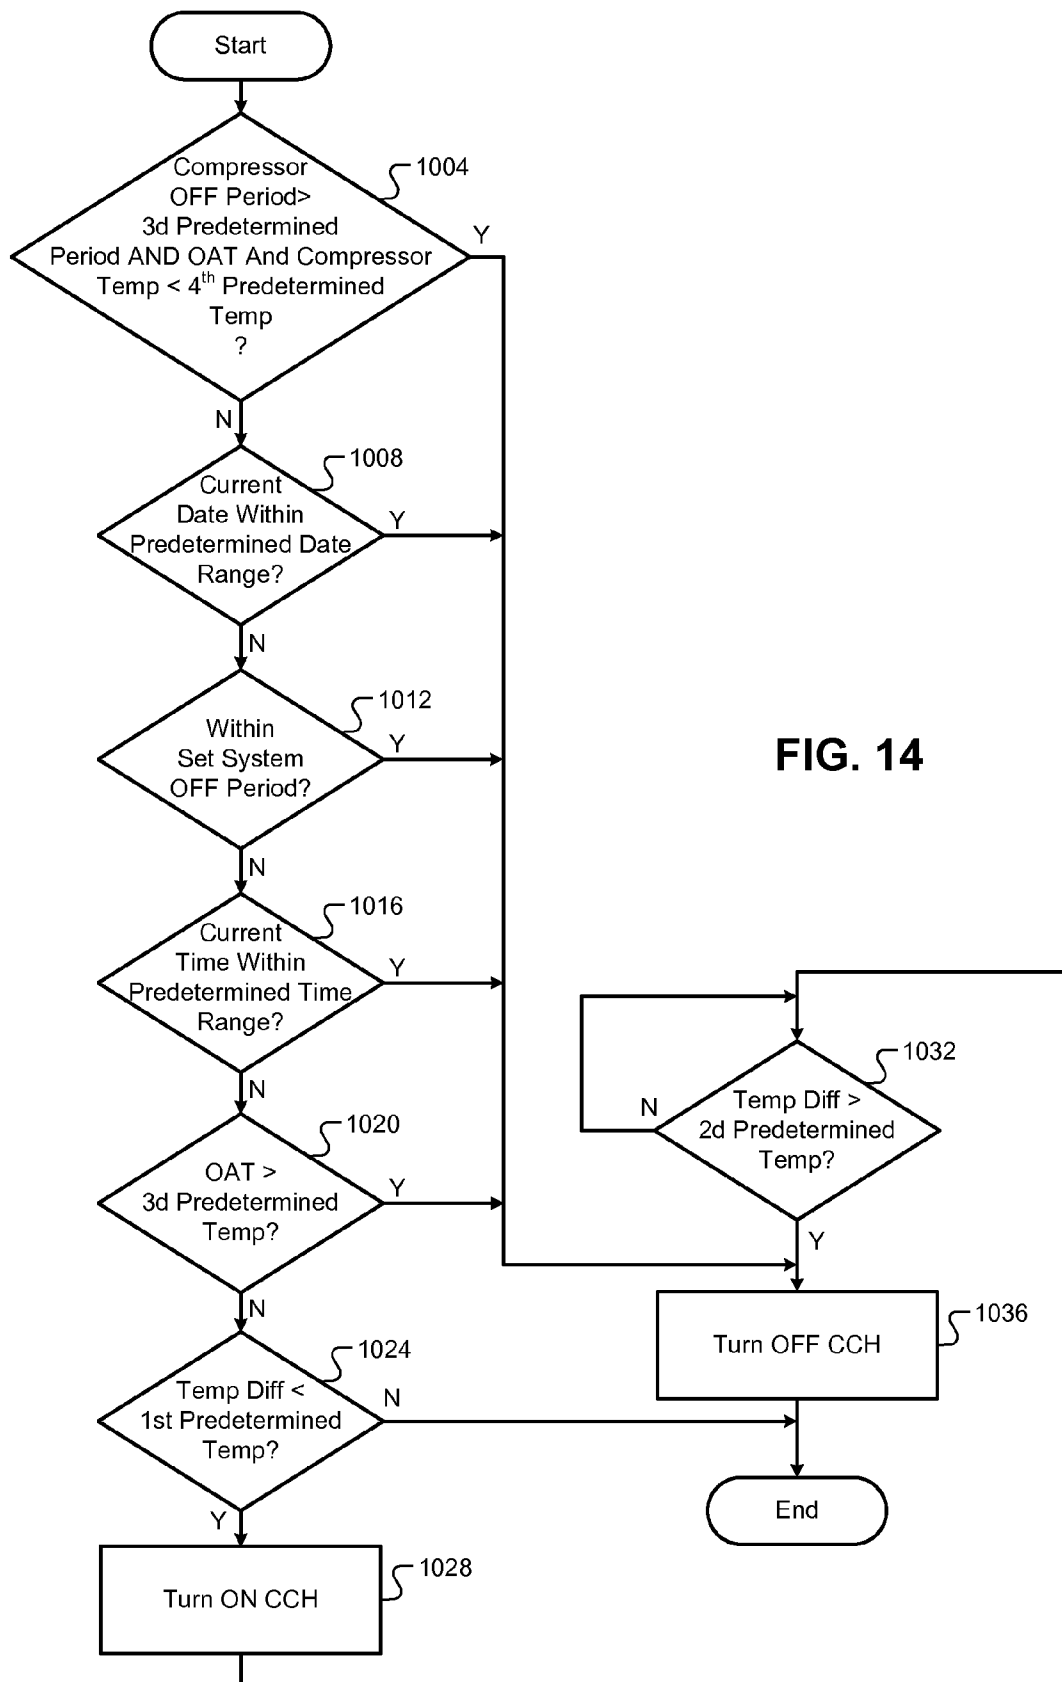 Start
Compressor
OFF Period>
3d Predetermined
Period AND OAT And Compressor
Temp < 4th Predetermined
Temp
?
1004
Y
N
Current
Date Within
Predetermined Date
Range?
1008
Y
N
Within
Set System
OFF Period?
1012
Y
N
FIG. 14
Current
Time Within
Predetermined Time
Range?
1016
Y
N
OAT >
3d Predetermined
Temp?
1020
Y
N
Temp Diff <
1st Predetermined
Temp?
1024
N
Y
Turn ON CCH
1028
Temp Diff >
2d Predetermined
Temp?
1032
N
Y
Turn OFF CCH
1036
End